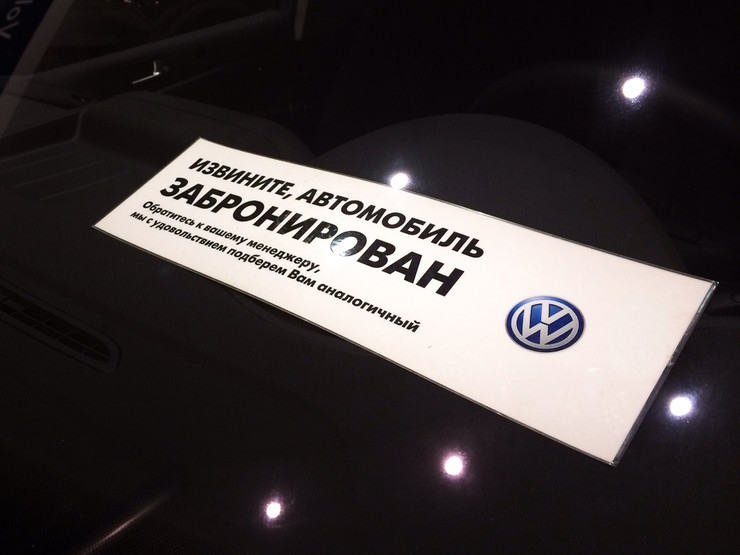 ИЗВИНИТЕ, АВТОМОБИЛЬ
ЗАБРОНИРОВАН
Обратитесь к вашему менеджеру,
мы с удовольствием подберем Вам аналогичный